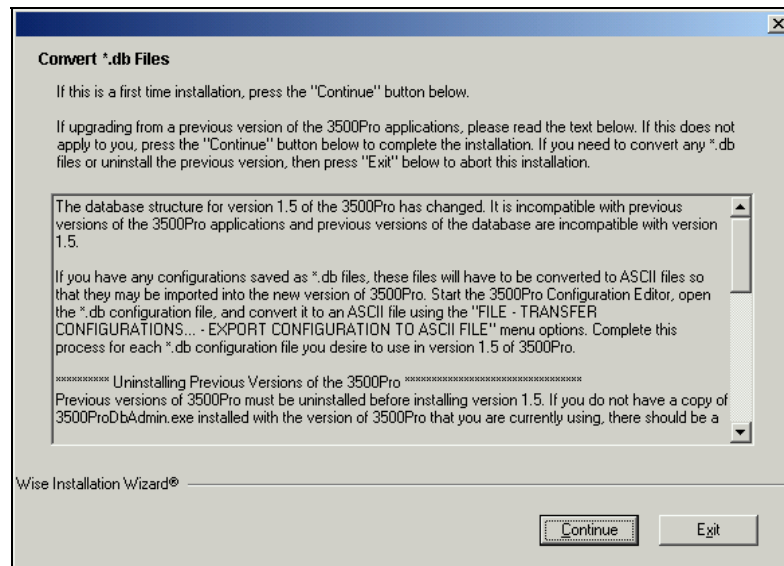 Convert *.db Files
If this is a first time installation, press the "Continue" button below.
If upgrading from a previous version of the 3500Pro applications, please read the text below. If this does not
apply to you, press the "Continue" button below to complete the installation. If you need to convert any *.db
files or uninstall the previous version, then press "Exit" below to abort this installation.
The database structure for version 1.5 of the 3500Pro has changed. It is incompatible with previous
versions of the 3500Pro applications and previous versions of the database are incompatible with version
1.5.
If you have any configurations saved as *.db files, these files will have to be converted to ASCII files so
that they may be imported into the new version of 3500Pro. Start the 3500Pro Configuration Editor, open
the *.db configuration file, and convert it to an ASCII file using the "FILE - TRANSFER
CONFIGURATIONS... - EXPORT CONFIGURATION TO ASCII FILE" menu options. Complete this
process for each *.db configuration file you desire to use in version 1.5 of 3500Pro.
********** Uninstalling Previous Versions of the 3500Pro *********************************
Previous versions of 3500Pro must be uninstalled before installing version 1.5. If you do not have a copy of
3500ProDbAdmin.exe installed with the version of 3500Pro that you are currently using, there should be a
Wise Installation Wizard®
Continue
Exit